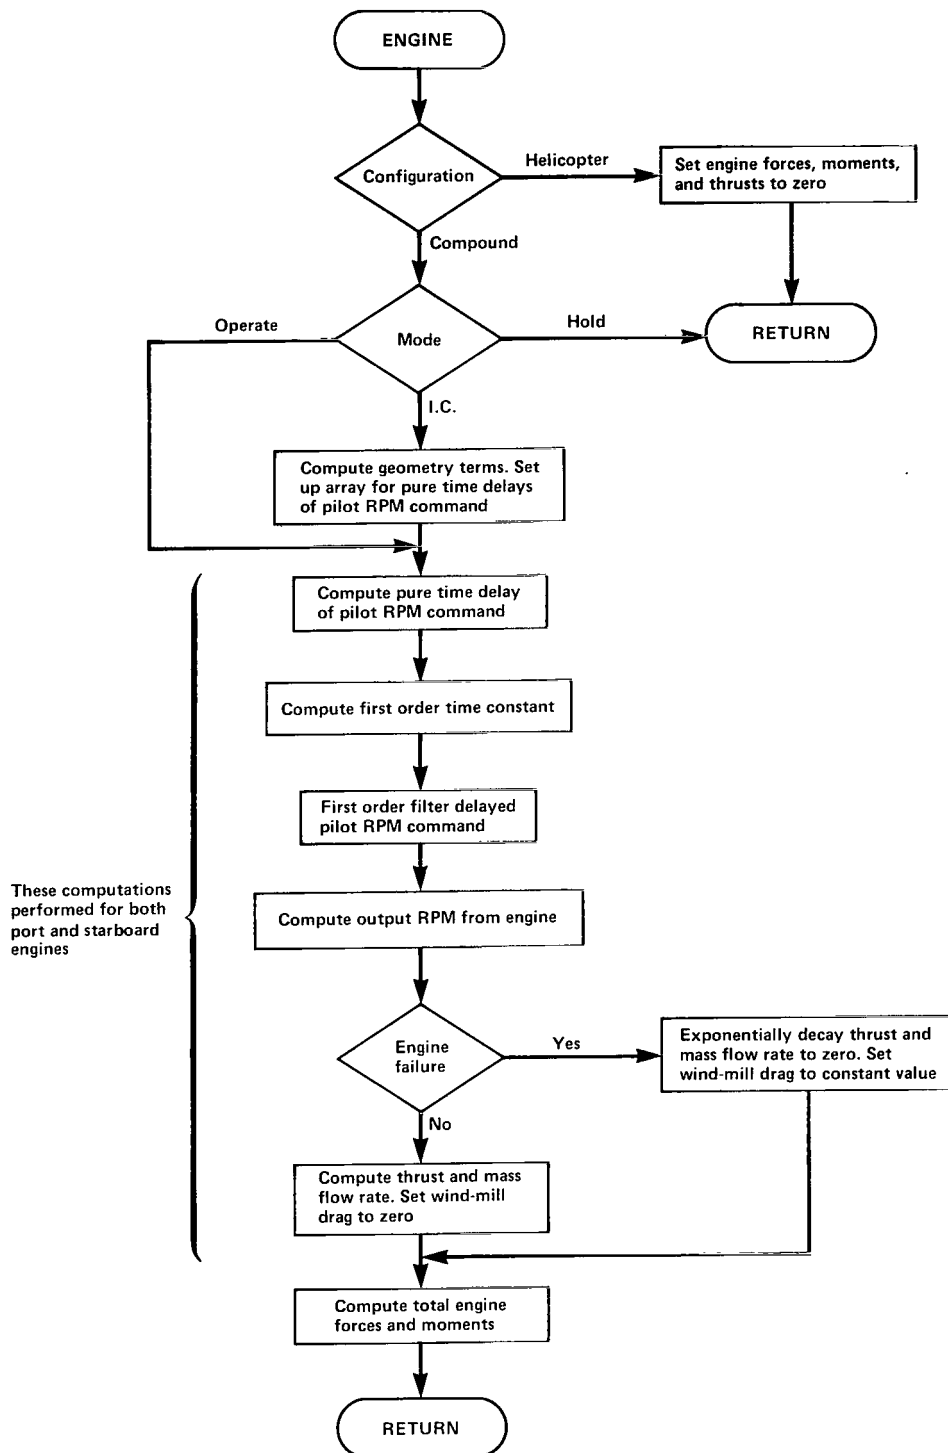 ENGINE
Configuration
Helicopter
Set engine forces, moments,
and thrusts to zero
Compound
Operate
Mode
Hold
RETURN
I.C.
Compute geometry terms. Set
up array for pure time delays
of pilot RPM command
Compute pure time delay
of pilot RPM command
Compute first order time constant
First order filter delayed
pilot RPM command
These computations
performed for both
port and starboard
engines
Compute output RPM from engine
Engine
failure
Yes
Exponentially decay thrust and
mass flow rate to zero. Set
wind-mill drag to constant value
No
Compute thrust and mass
flow rate. Set wind-mill
drag to zero
Compute total engine
forces and moments
RETURN